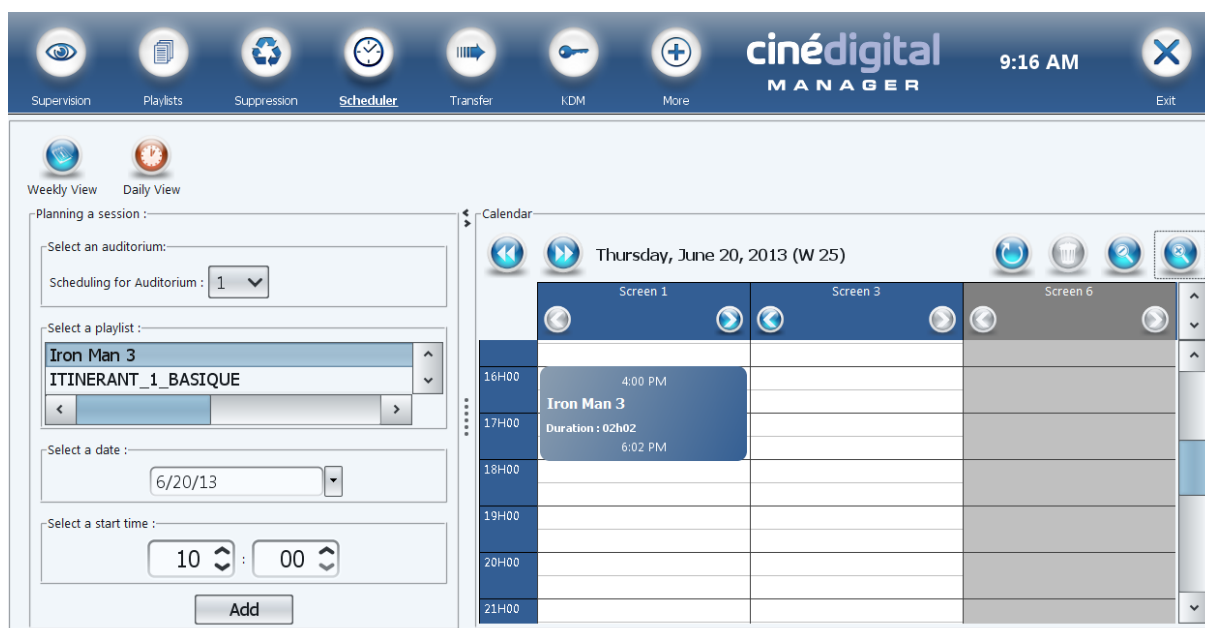 cinédigital
MANAGER
9:16 AM
Supervision
Playlists
Suppression
Scheduler
Transfer
KDM
More
Exit
Weekly View
Daily View
Planning a session :
Select an auditorium:
Scheduling for Auditorium : 1
Select a playlist :
Iron Man 3
ITINERANT_1_BASIQUE
Select a date :
6/20/13
Select a start time :
10 : 00
Add
Calendar
Thursday, June 20, 2013 (W 25)
Screen 1
Screen 3
Screen 6
16H00
17H00
18H00
19H00
20H00
21H00
4:00 PM
Iron Man 3
Duration : 02h02
6:02 PM